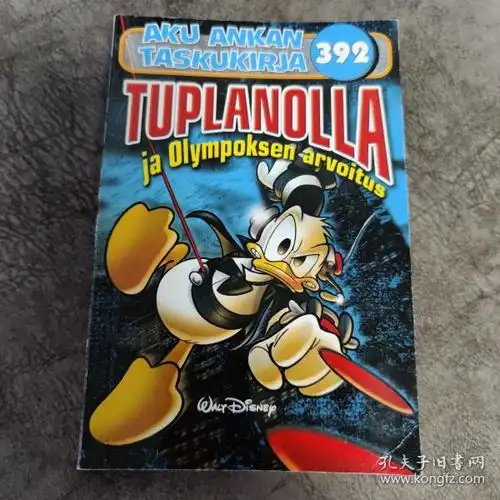 AKU ANKAN
TASKUKIRJA
392
TUPLANOLLA
ja Olympoksen arvoitus
WALT DISNEY
孔夫子旧书网
www.kongfz.com